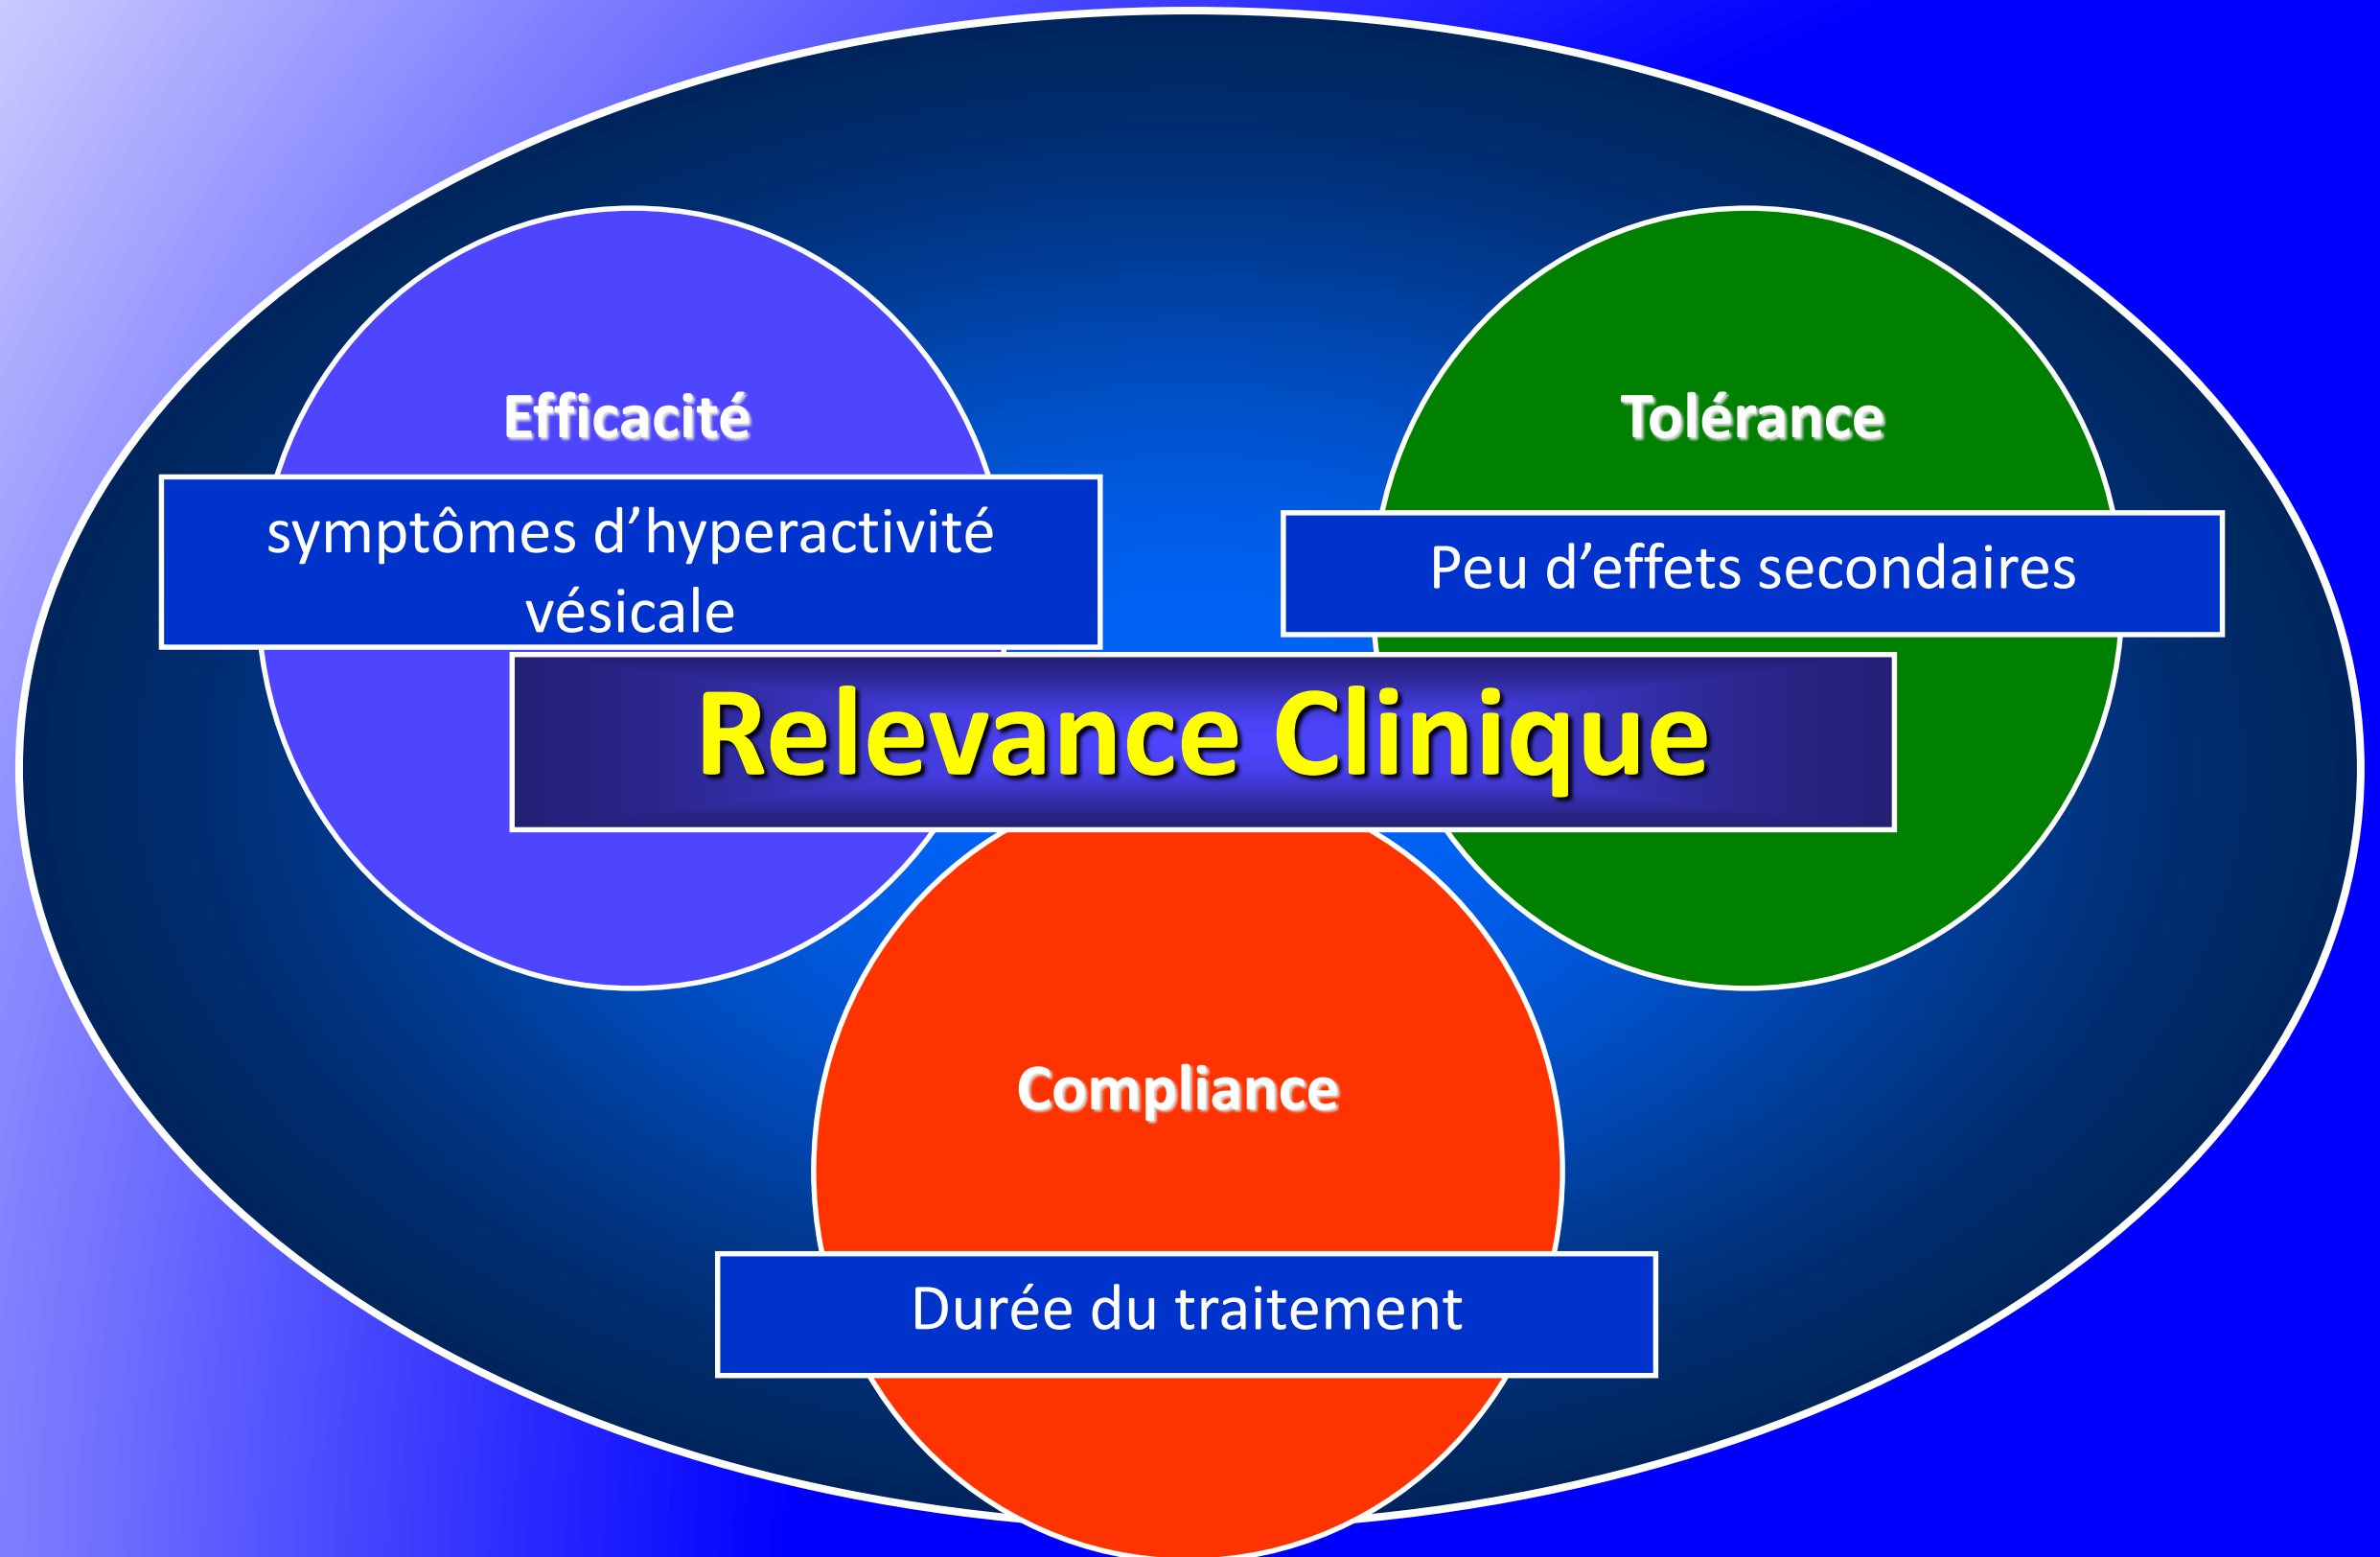 Efficacité
symptômes d’hyperactivité
vésicale
Tolérance
Peu d’effets secondaires
Relevance Clinique
Compliance
Durée du traitement